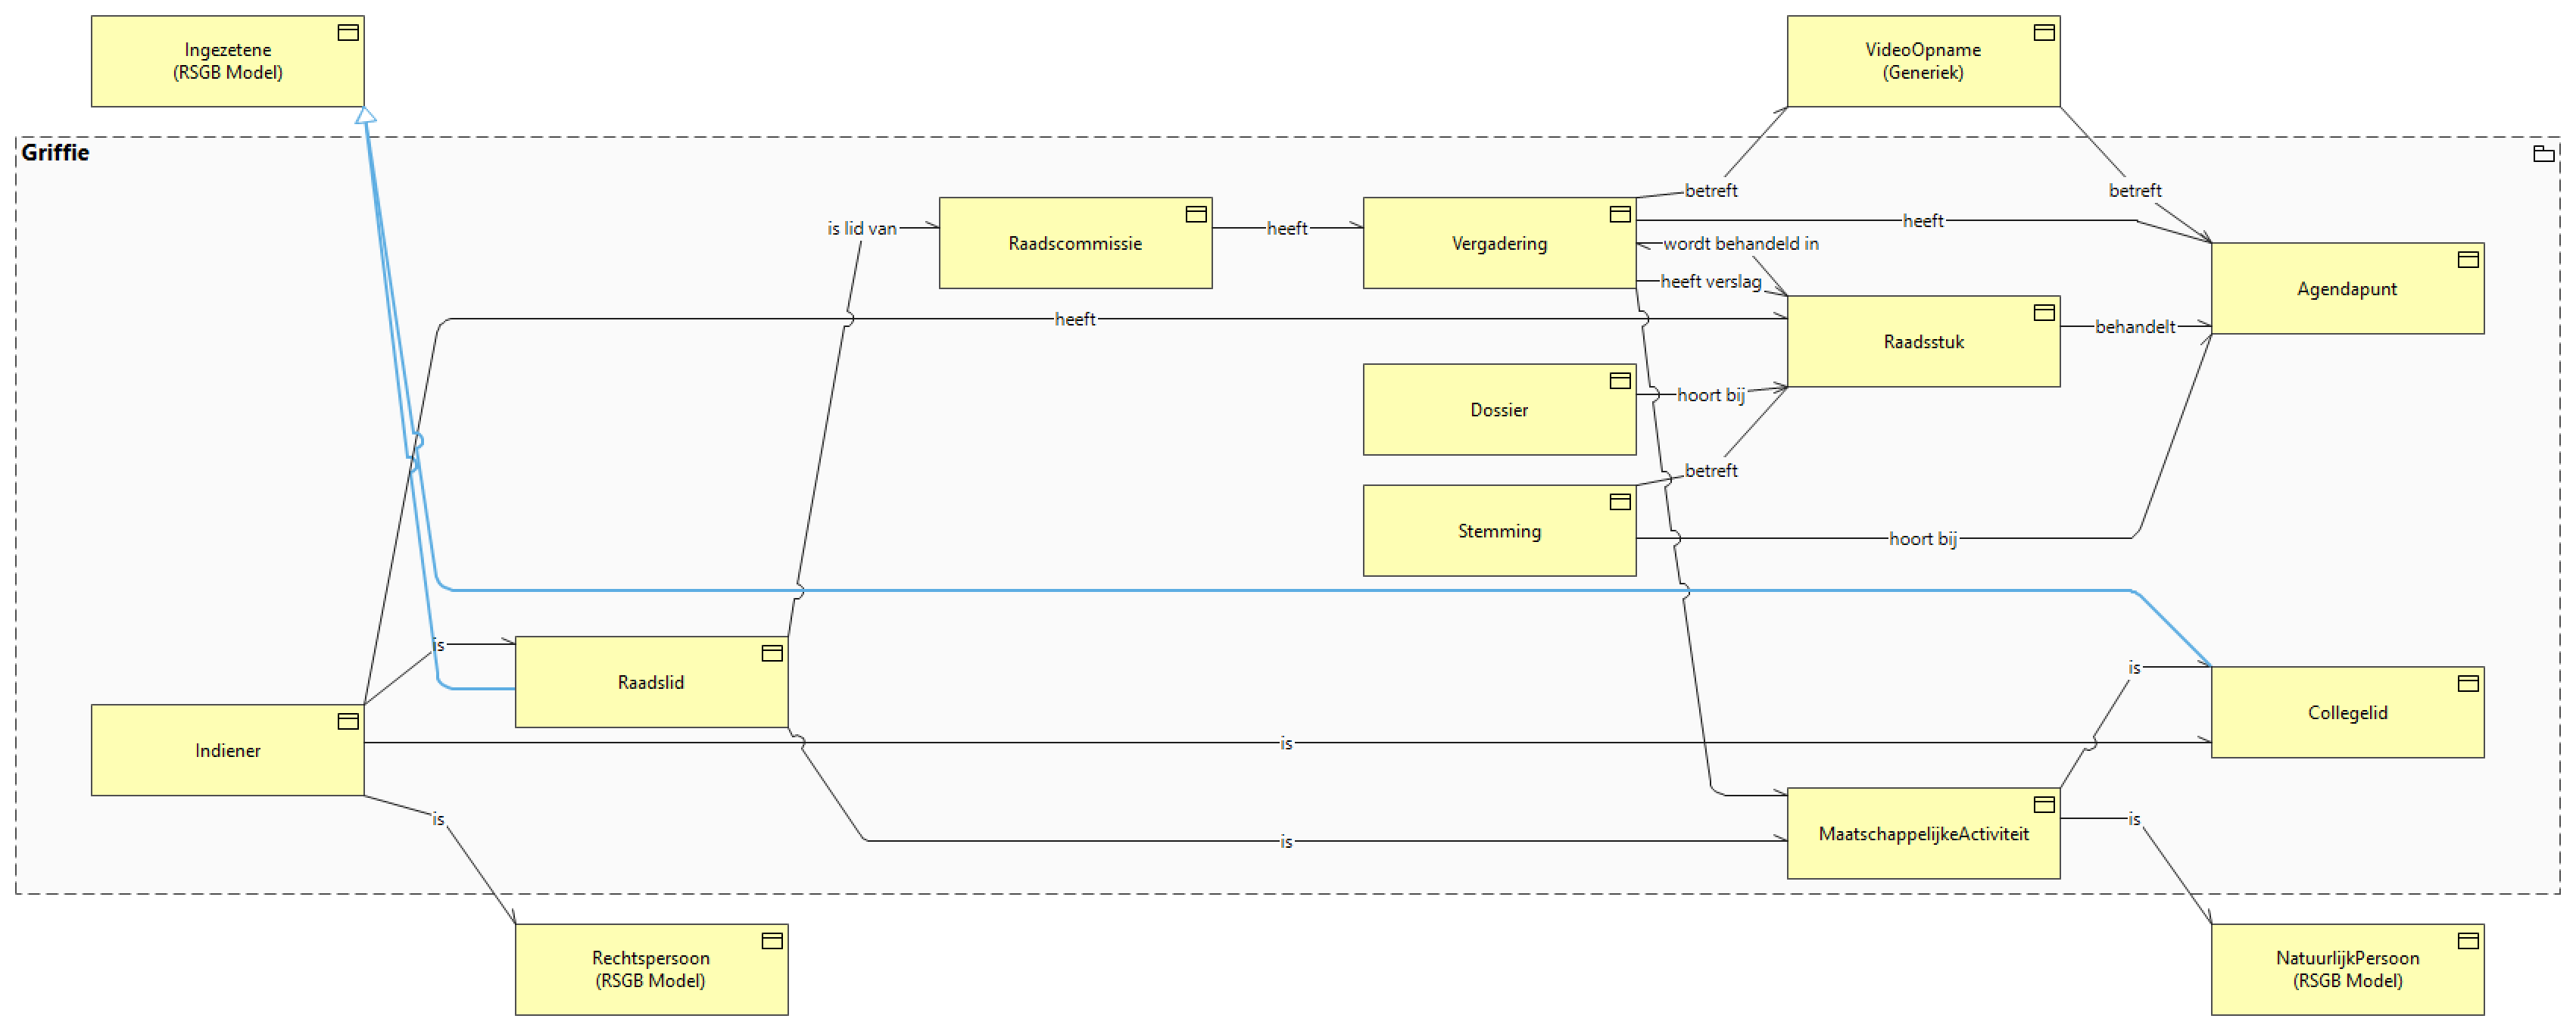 Ingezetene
(RSGB Model)
VideoOpname
(Generiek)
Griffie
betreft
betreft
is lid van
Raadscommissie
heeft
Vergadering
heeft
wordt behandeld in
heeft verslag
Agendapunt
heeft
Raadsstuk
behandelt
Dossier
hoort bij
betreft
Stemming
hoort bij
is
Raadslid
is
Collegelid
Indiener
is
is
is
MaatschappelijkeActiviteit
is
Rechtspersoon
(RSGB Model)
NatuurlijkPersoon
(RSGB Model)